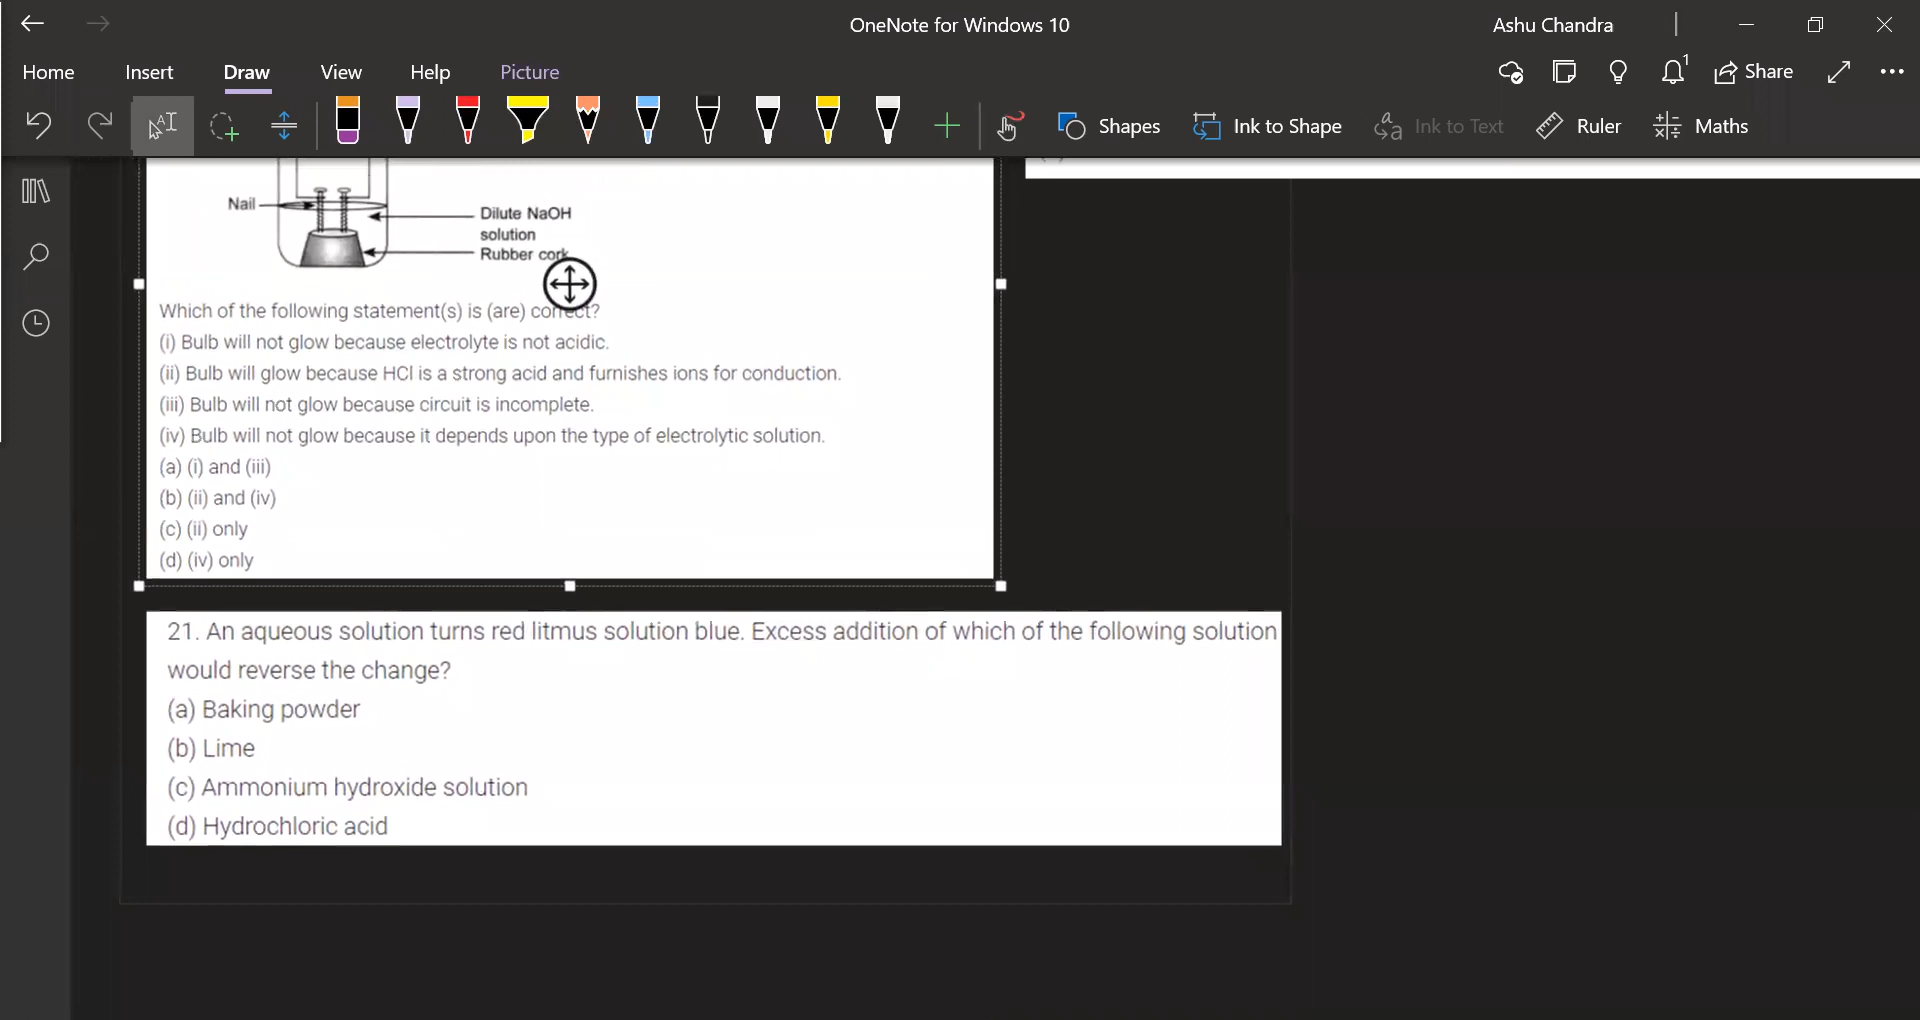 OneNote for Windows 10
Ashu Chandra
Home Insert Draw View Help Picture
1 Share
Shapes Ink to Shape Ink to Text Ruler Maths
Nail
Dilute NaOH
solution
Rubber cork
Which of the following statement(s) is (are) correct?
(i) Bulb will not glow because electrolyte is not acidic.
(ii) Bulb will glow because HCl is a strong acid and furnishes ions for conduction.
(iii) Bulb will not glow because circuit is incomplete.
(iv) Bulb will not glow because it depends upon the type of electrolytic solution.
(a) (i) and (iii)
(b) (ii) and (iv)
(c) (ii) only
(d) (iv) only
21. An aqueous solution turns red litmus solution blue. Excess addition of which of the following solution
would reverse the change?
(a) Baking powder
(b) Lime
(c) Ammonium hydroxide solution
(d) Hydrochloric acid